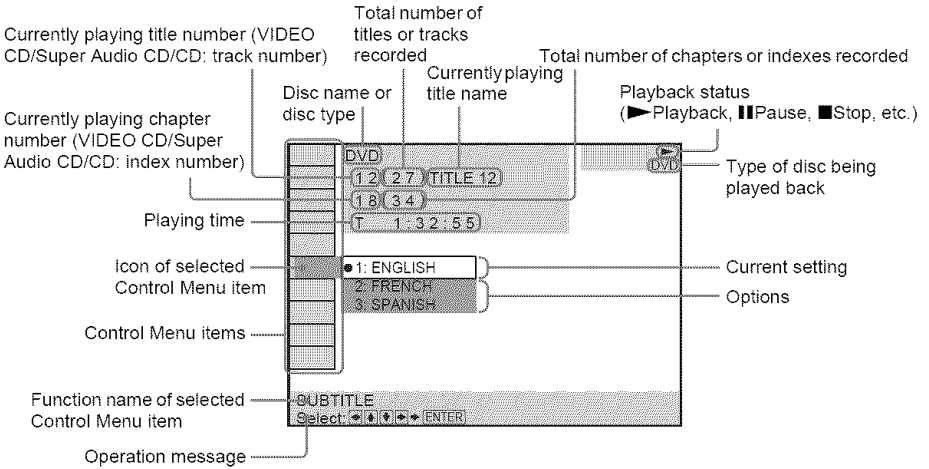 Currently playing title number (VIDEO
CD/Super Audio CD/CD: track number)
Total number of
titles or tracks
recorded
Currently playing
title name
Total number of chapters or indexes recorded
Disc name or
disc type
Playback status
(►Playback, ▮▮Pause, ■Stop, etc.)
Currently playing chapter
number (VIDEO CD/Super
Audio CD/CD: index number)
DVD
1 2 ( 2 7 ) TITLE 12
1 8 ( 3 4 )
T 1 : 3 2 : 5 5
►
DVD
Type of disc being
played back
Playing time
Icon of selected
Control Menu item
● 1: ENGLISH
2: FRENCH
3: SPANISH
Current setting
Options
Control Menu items
Function name of selected
Control Menu item
SUBTITLE
Select: ENTER
Operation message